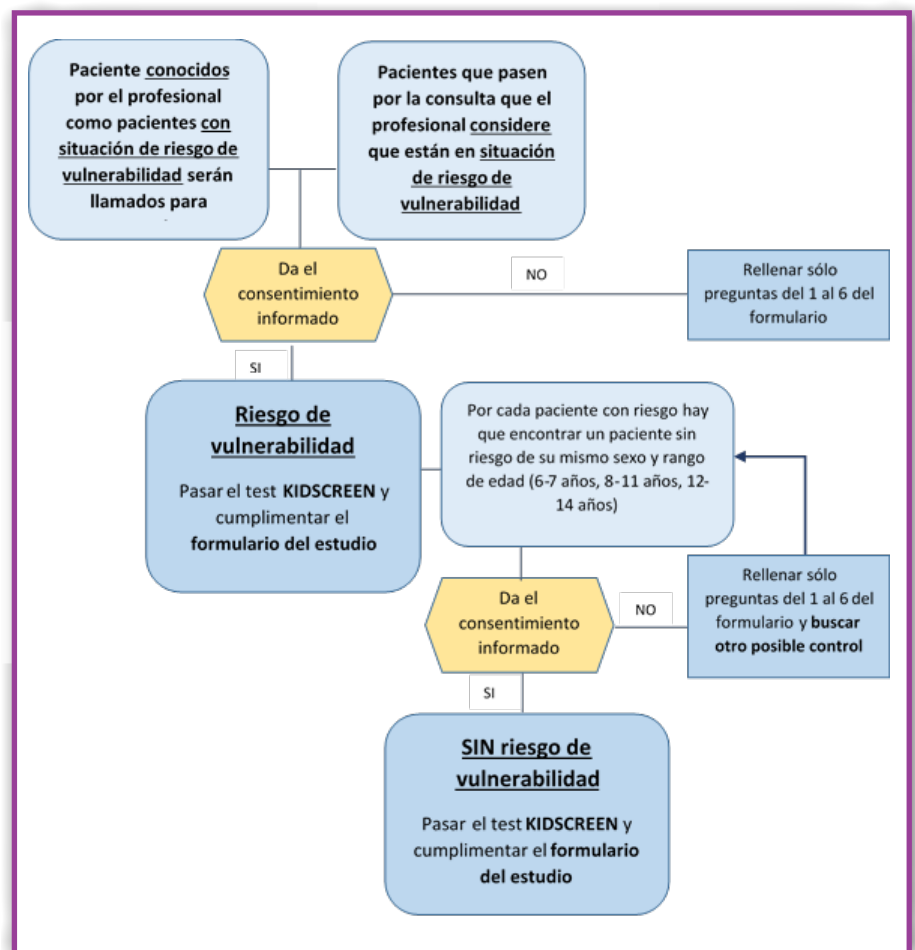 Paciente conocidos
por el profesional
como pacientes con
situación de riesgo de
vulnerabilidad serán
llamados para
Pacientes que pasen
por la consulta que el
profesional considere
que están en situación
de riesgo de
vulnerabilidad
Da el
consentimiento
informado
NO
Rellenar sólo
preguntas del 1 al 6 del
formulario
SI
Riesgo de
vulnerabilidad
Pasar el test KIDSCREEN y
cumplimentar el
formulario del estudio
Por cada paciente con riesgo hay
que encontrar un paciente sin
riesgo de su mismo sexo y rango
de edad (6-7 años, 8-11 años, 12-
14 años)
Da el
consentimiento
informado
NO
Rellenar sólo
preguntas del 1 al 6 del
formulario y buscar
otro posible control
SI
SIN riesgo de
vulnerabilidad
Pasar el test KIDSCREEN y
cumplimentar el formulario
del estudio